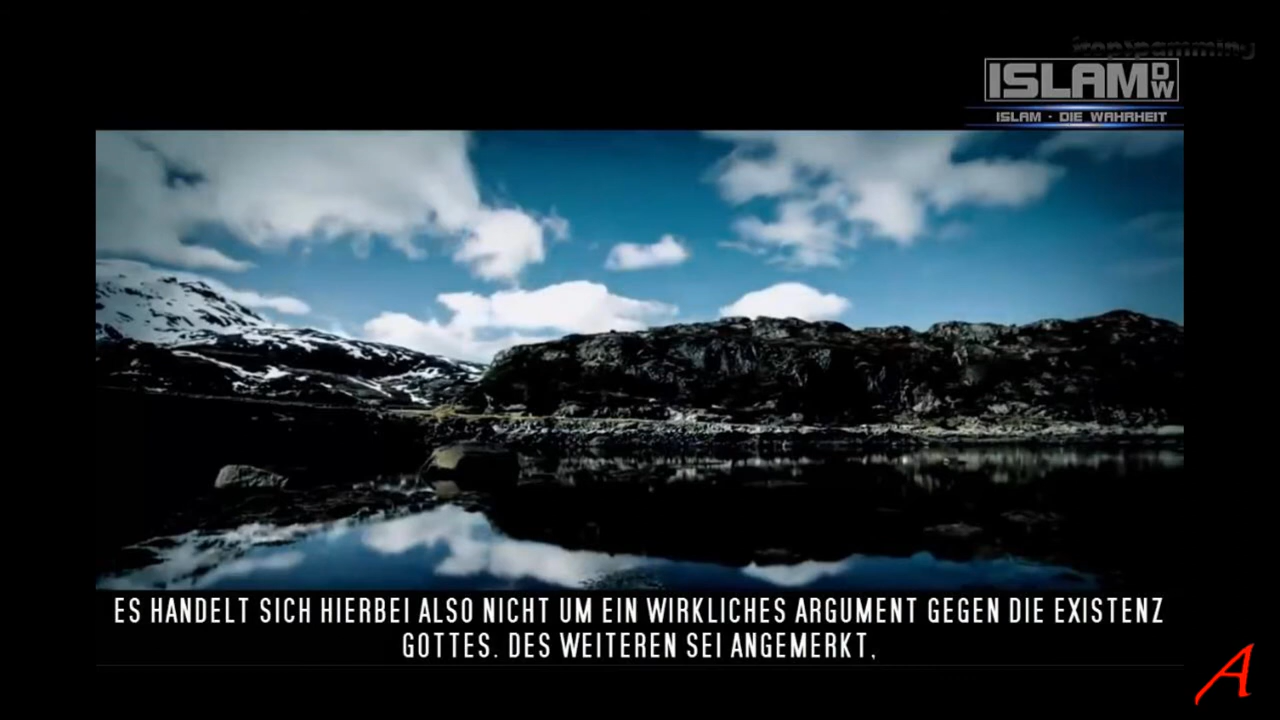 ISLAM DW
ISLAM · DIE WAHRHEIT
ES HANDELT SICH HIERBEI ALSO NICHT UM EIN WIRKLICHES ARGUMENT GEGEN DIE EXISTENZ
GOTTES. DES WEITEREN SEI ANGEMERKT,
A